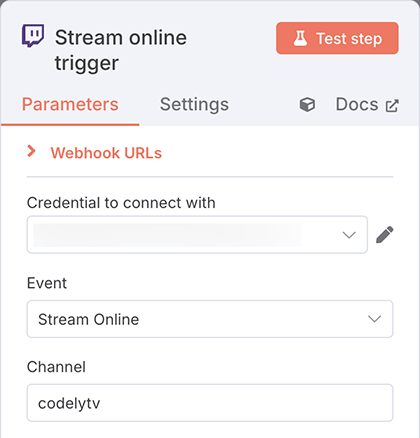 Stream online
trigger
Test step
Parameters
Settings
Docs
Webhook URLs
Credential to connect with
Event
Stream Online
Channel
codelytv